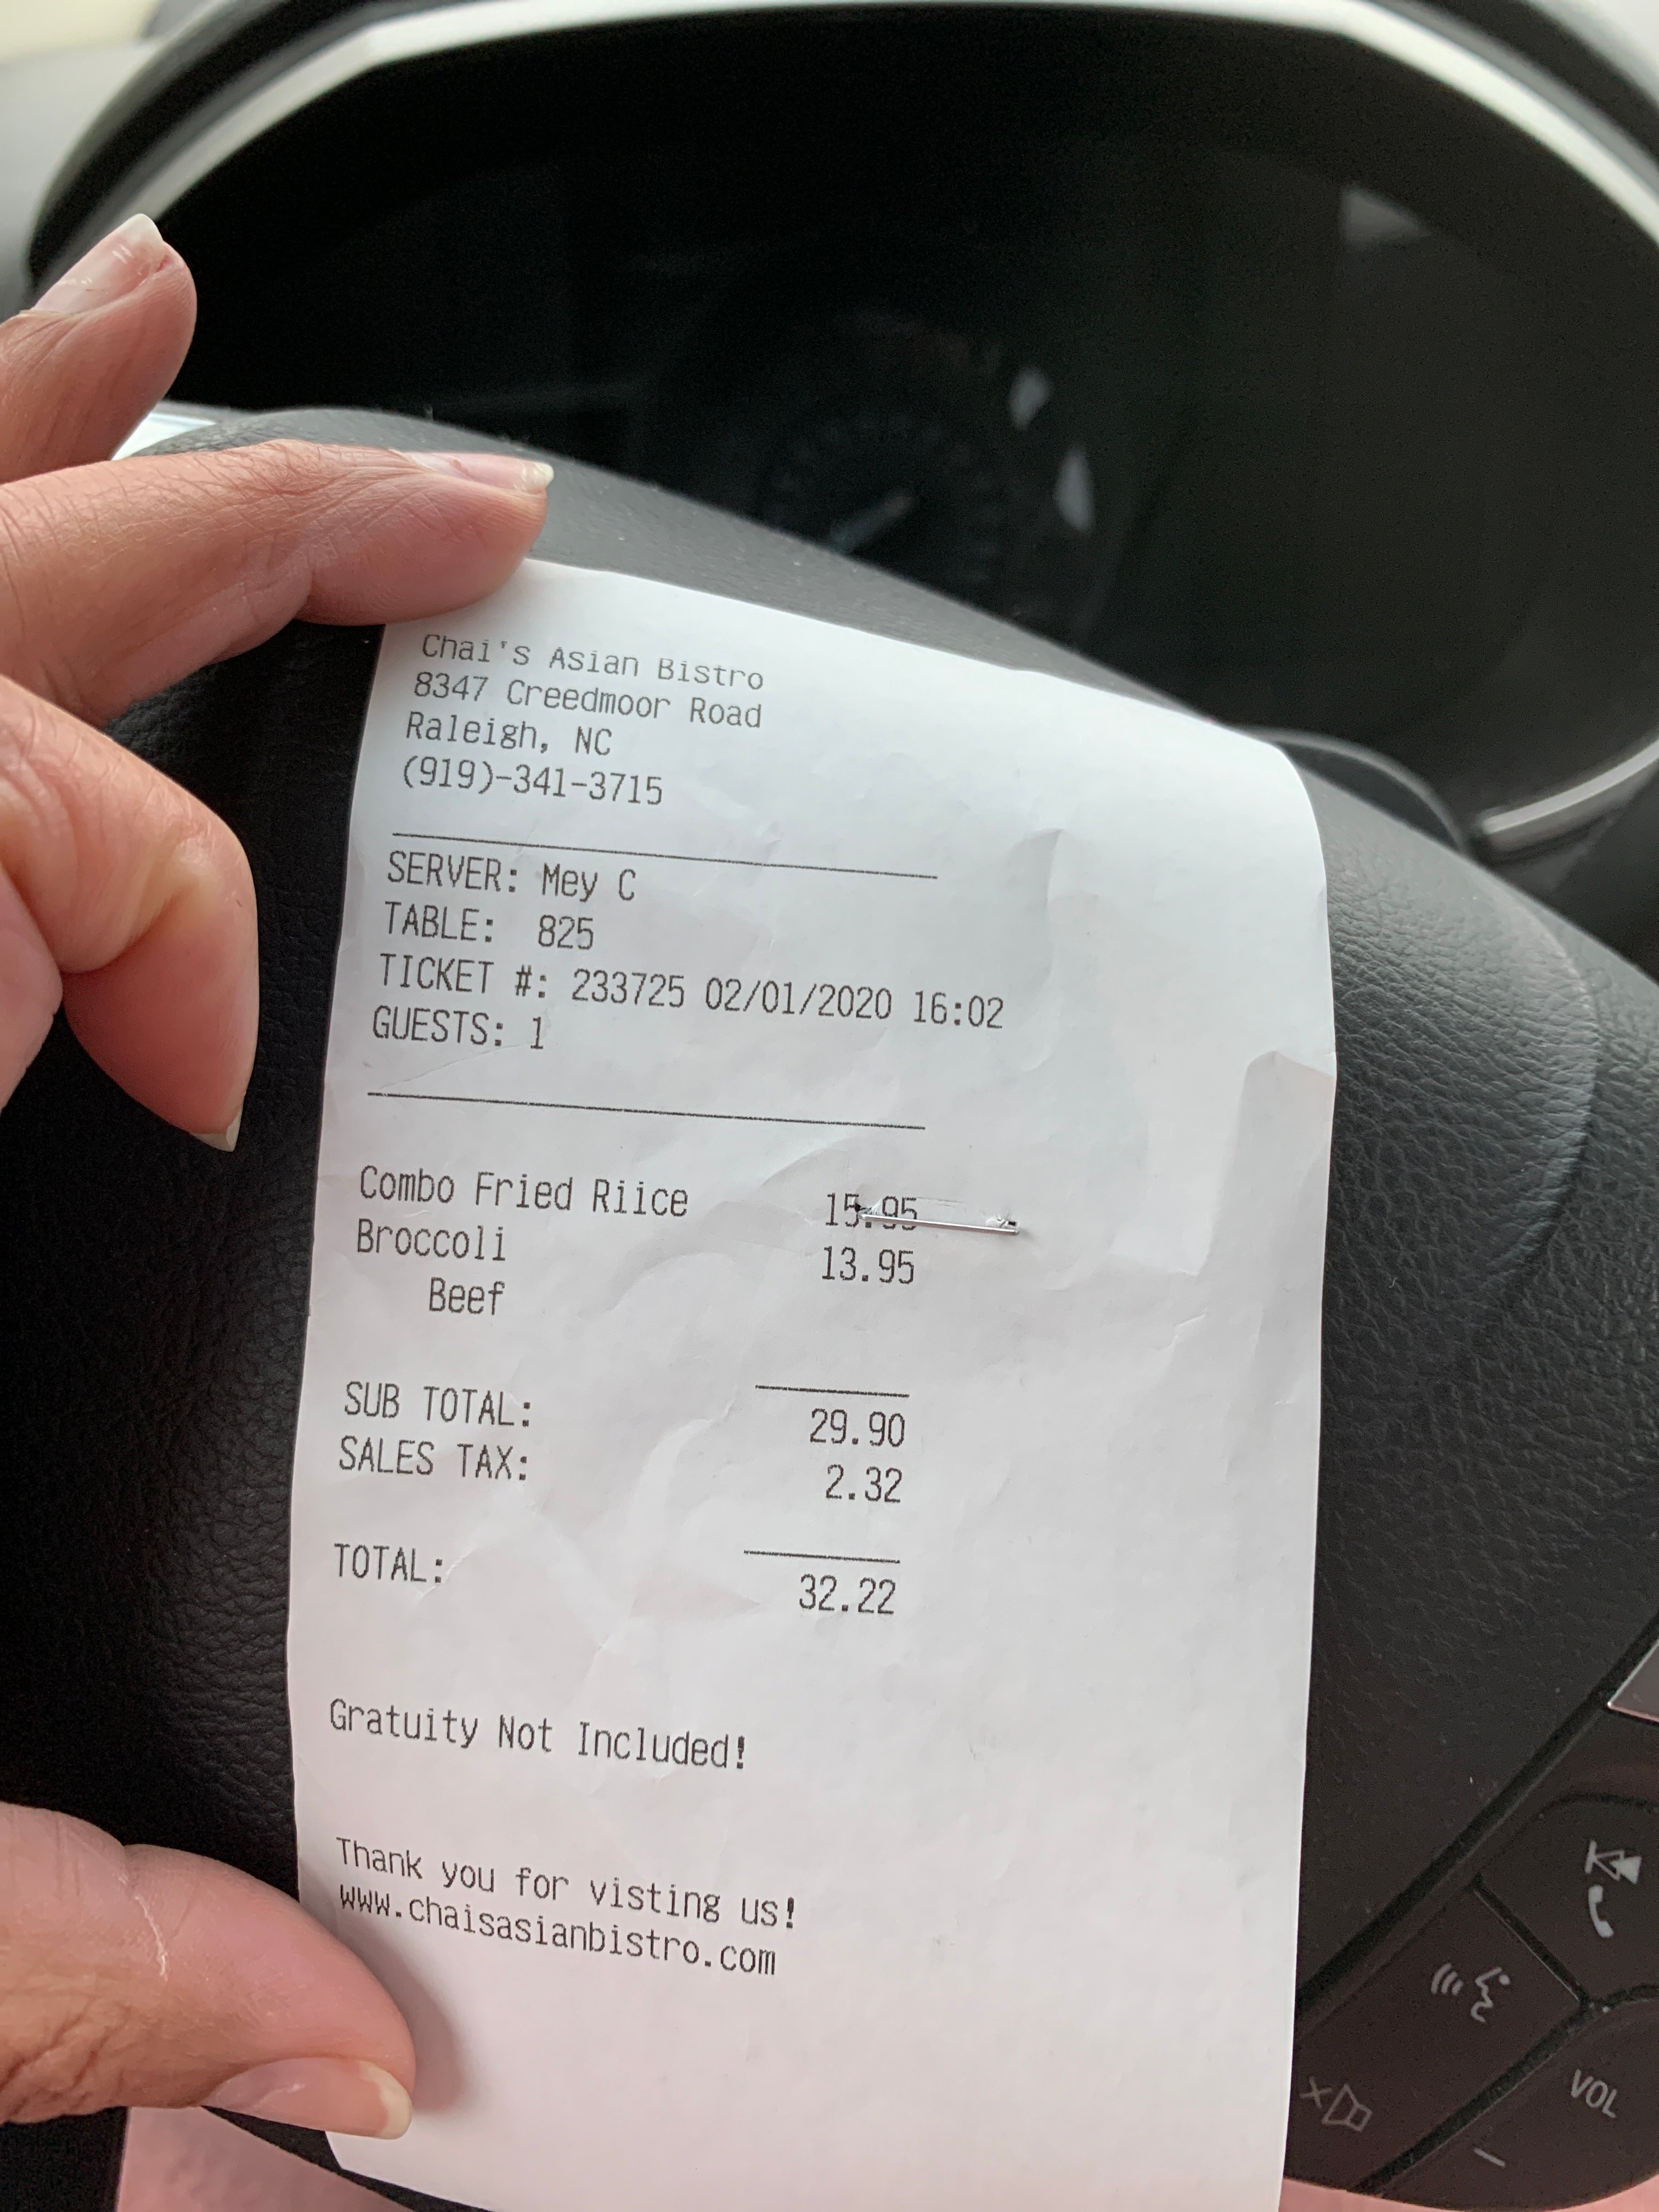 Chai's Asian Bistro
8347 Creedmoor Road
Raleigh, NC
(919)-341-3715
SERVER: Mey C
TABLE: 825
TICKET #: 233725 02/01/2020 16:02
GUESTS: 1
Combo Fried Riice 15.95
Broccoli 13.95
Beef
SUB TOTAL: 29.90
SALES TAX: 2.32
TOTAL: 32.22
Gratuity Not Included!
Thank you for visting us!
www.chaisasianbistro.com
VOL